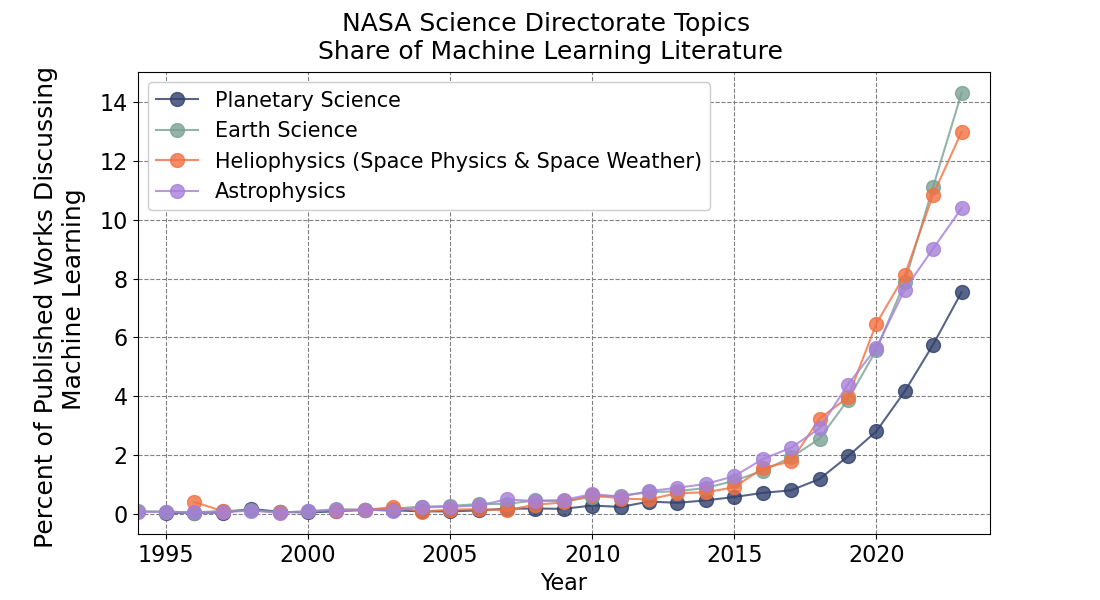 NASA Science Directorate Topics
Share of Machine Learning Literature
Percent of Published Works Discussing
Machine Learning
14
12
10
8
6
4
2
0
Planetary Science
Earth Science
Heliophysics (Space Physics & Space Weather)
Astrophysics
1995 2000 2005 2010 2015 2020
Year